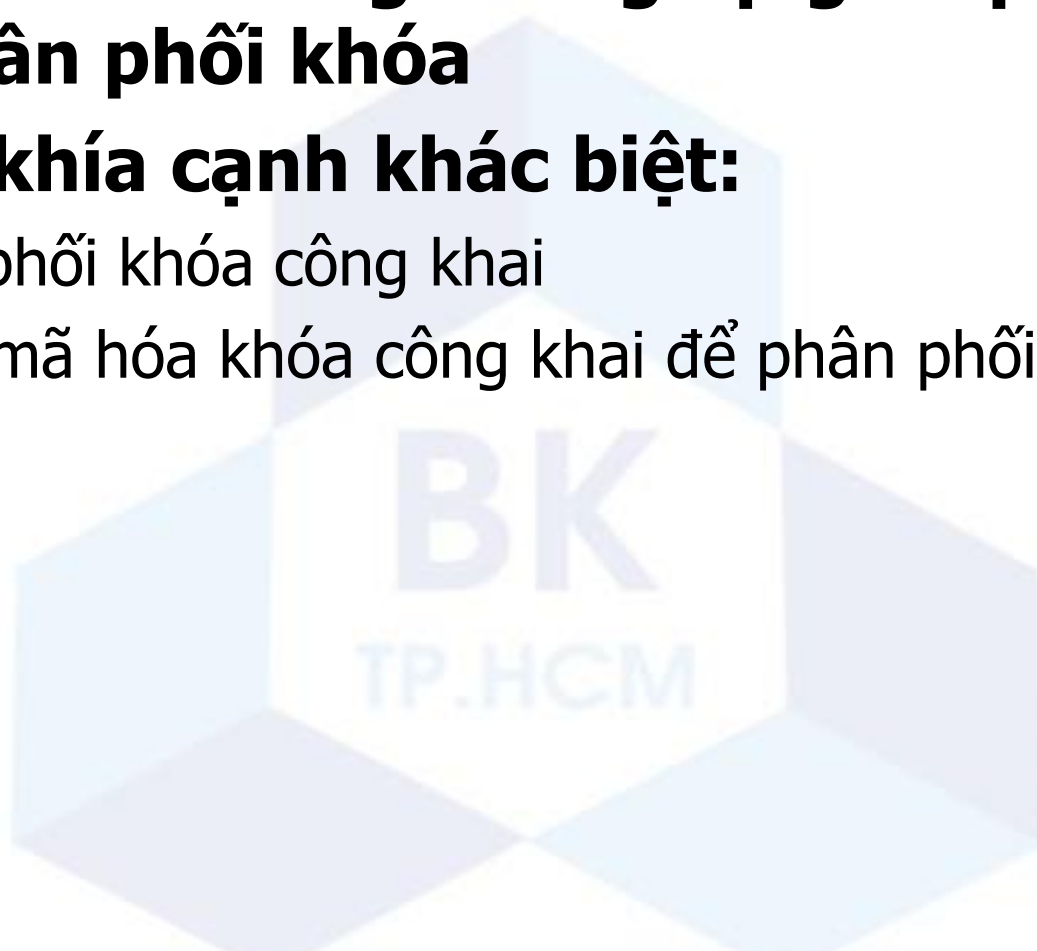 ân phối khóa
khía cạnh khác biệt:
phối khóa công khai
mã hóa khóa công khai để phân phối
BK
TP.HCM